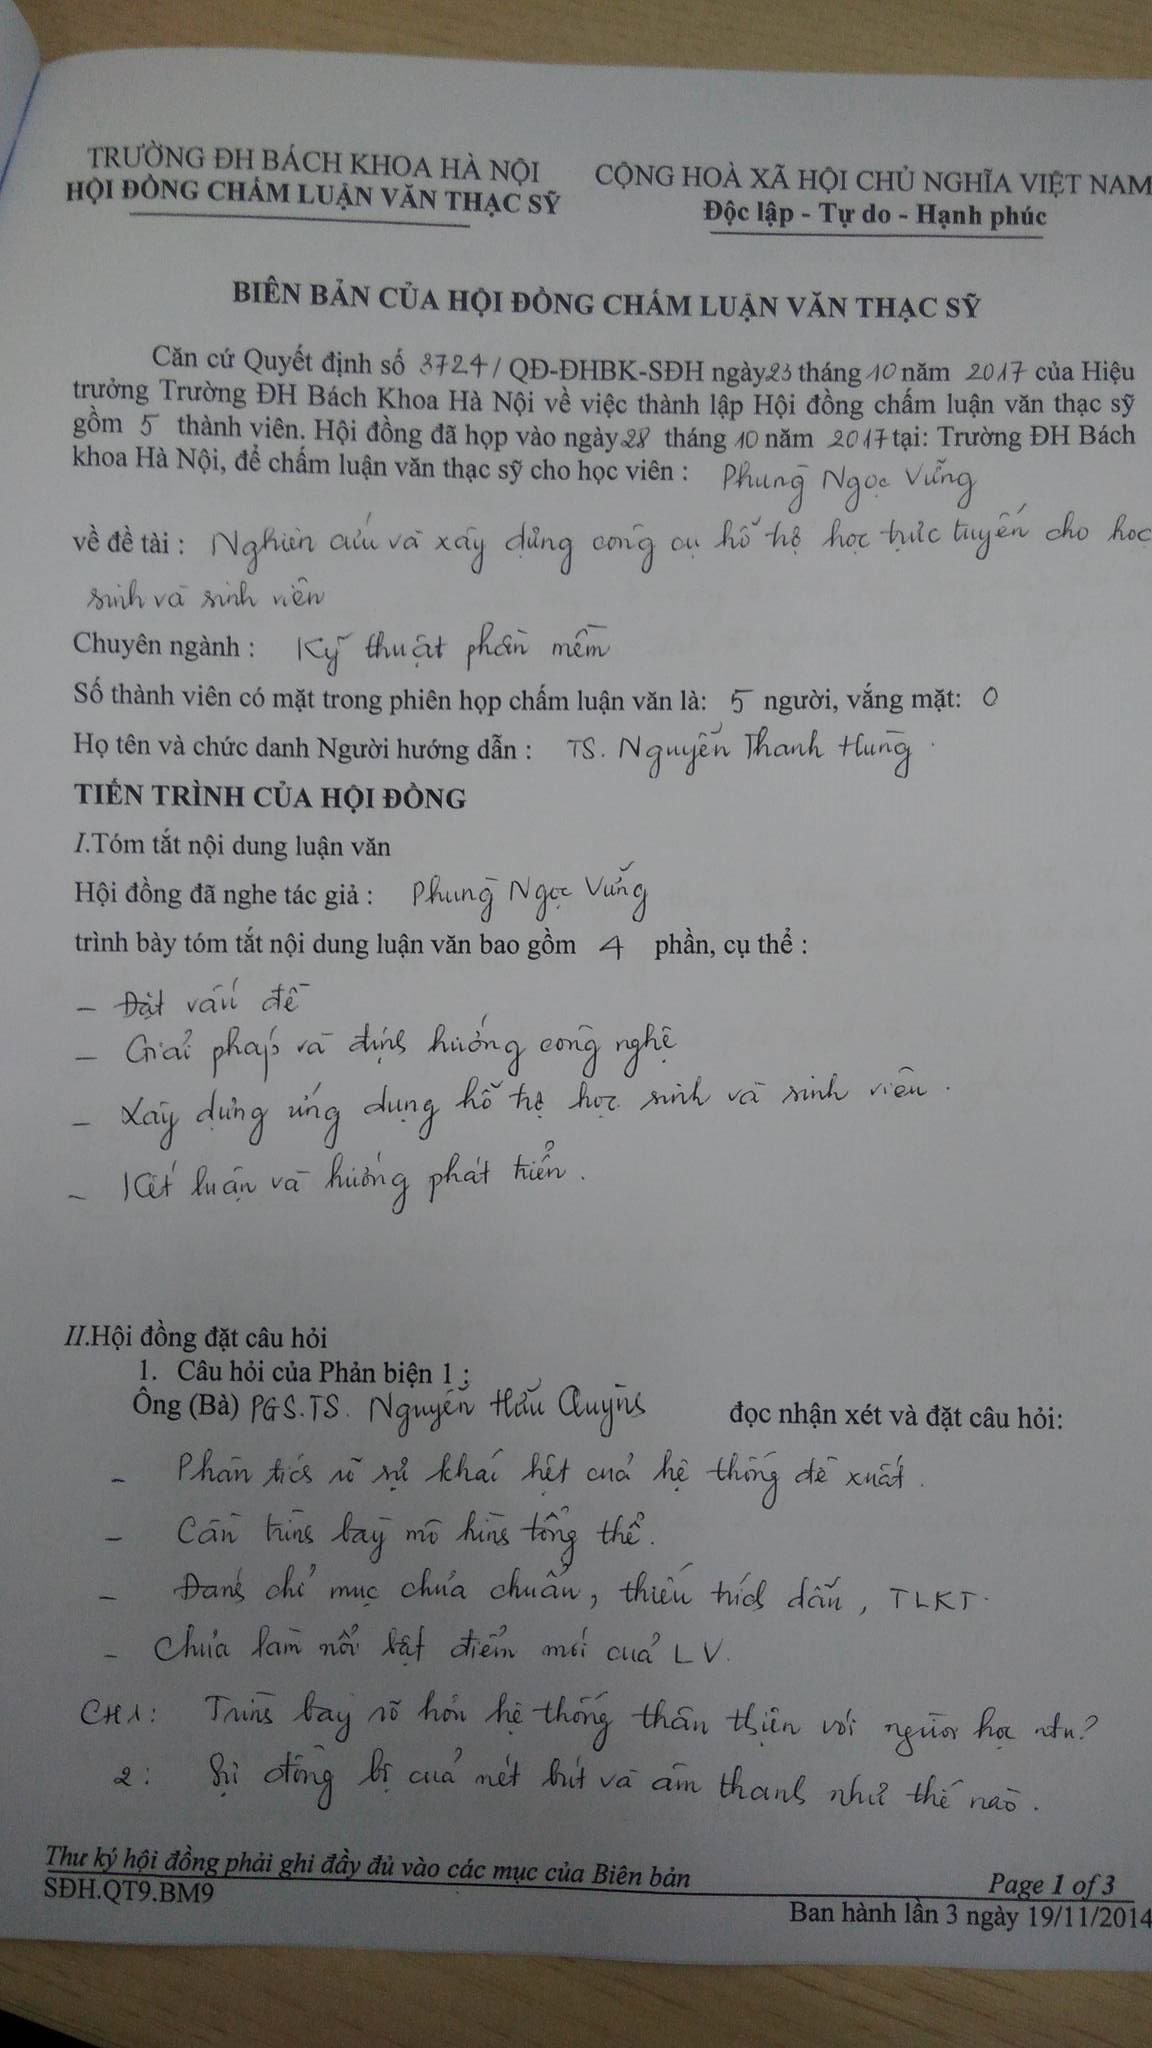 TRƯỜNG ĐH BÁCH KHOA HÀ NỘI
HỘI ĐỒNG CHẤM LUẬN VĂN THẠC SỸ
CỘNG HOÀ XÃ HỘI CHỦ NGHĨA VIỆT NAM
Độc lập - Tự do - Hạnh phúc
BIÊN BẢN CỦA HỘI ĐỒNG CHẤM LUẬN VĂN THẠC SỸ
Căn cứ Quyết định số 3724/ QĐ-ĐHBK-SĐH ngày 23 tháng 10 năm 2017 của Hiệu
trưởng Trường ĐH Bách Khoa Hà Nội về việc thành lập Hội đồng chấm luận văn thạc sỹ
gồm 5 thành viên. Hội đồng đã họp vào ngày 28 tháng 10 năm 2017 tại: Trường ĐH Bách
khoa Hà Nội, để chấm luận văn thạc sỹ cho học viên : Phùng Ngọc Vững
về đề tài : Nghiên cứu và xây dựng công cụ hỗ trợ học trực tuyến cho học
sinh và sinh viên
Chuyên ngành : Kỹ thuật phần mềm
Số thành viên có mặt trong phiên họp chấm luận văn là: 5 người, vắng mặt: 0
Họ tên và chức danh Người hướng dẫn : TS. Nguyễn Thanh Hùng
TIẾN TRÌNH CỦA HỘI ĐỒNG
I.Tóm tắt nội dung luận văn
Hội đồng đã nghe tác giả : Phùng Ngọc Vững
trình bày tóm tắt nội dung luận văn bao gồm 4 phần, cụ thể :
- Đặt vấn đề
- Giải pháp và định hướng công nghệ
- Xây dựng ứng dụng hỗ trợ học sinh và sinh viên.
- Kết luận và hướng phát triển.
II.Hội đồng đặt câu hỏi
1. Câu hỏi của Phản biện 1 :
Ông (Bà) PGS.TS. Nguyễn Hữu Quỳnh đọc nhận xét và đặt câu hỏi:
- Phân tích rõ sự khác biệt của hệ thống đề xuất.
- Cần trình bày mô hình tổng thể.
- Đánh chỉ mục chưa chuẩn, thiếu trích dẫn, TLKT.
- Chưa làm nổi bật điểm mới của LV.
CH1: Trình bày rõ hơn hệ thống thân thiện với người học ntn?
2: Sự đồng bộ của nét bút và âm thanh như thế nào.
Thư ký hội đồng phải ghi đầy đủ vào các mục của Biên bản
SĐH.QT9.BM9
Page 1 of 3
Ban hành lần 3 ngày 19/11/2014